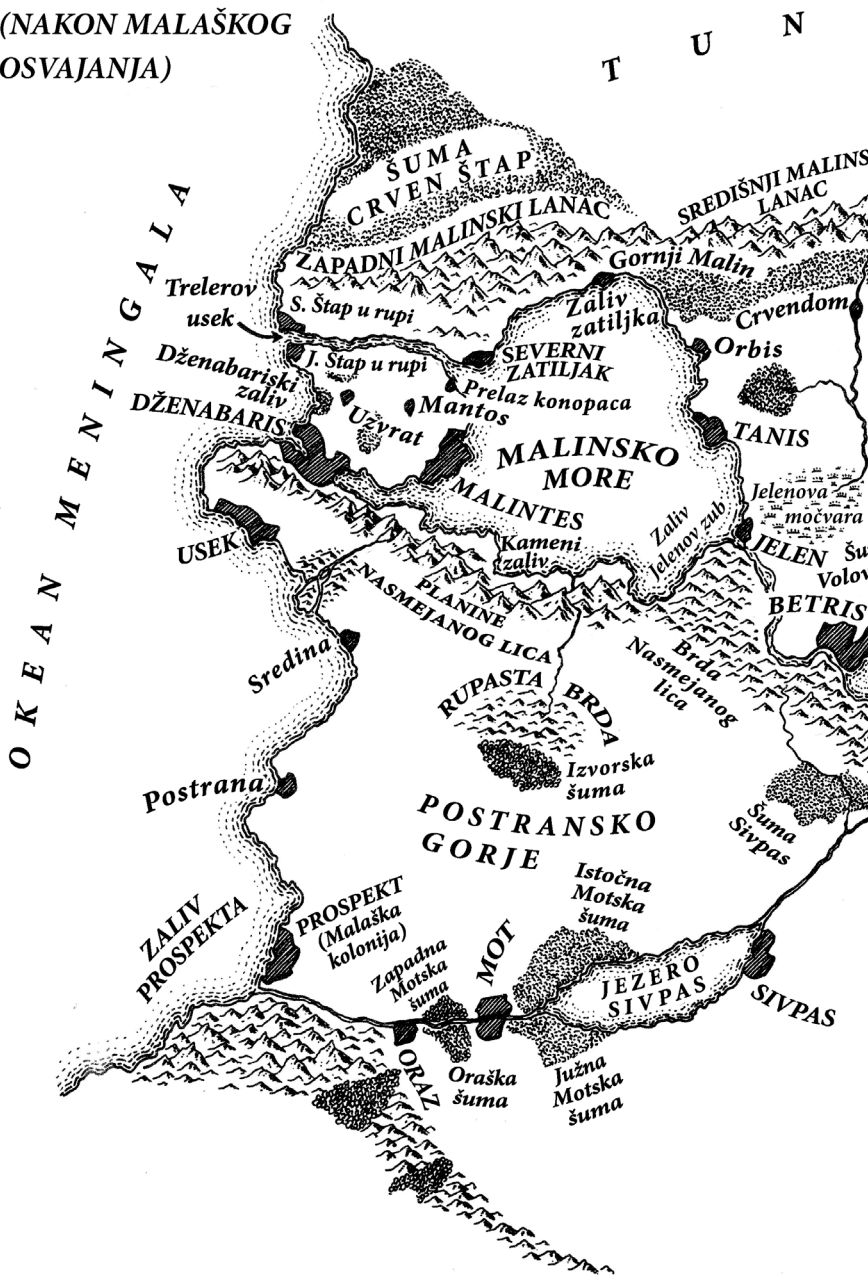 (NAKON MALAŠKOG
OSVAJANJA)
T U N
ŠUMA
CRVEN ŠTAP
SREDIŠNJI MALINS
LANAC
ZAPADNI MALINSKI LANAC
Gornji Malin
Trelerov
usek
S. Štap u rupi
Zaliv
zatiljka
Crvendom
J. Štap u rupi
SEVERNI
ZATILJAK
Orbis
Dženabariski
zaliv
Prelaz konopaca
DŽENABARIS
Uzvrat
Mantos
TANIS
MALINSKO
MORE
OKEAN MENINGALA
MALINTES
Jelenova
močvara
Zaliv
Jelenov zub
USEK
Kameni
zaliv
JELEN
Šu
Volov
PLANINE
NASMEJANOG LICA
BETRIS
Sredina
Brda
Nasmejanog
lica
RUPASTA
BRDA
Izvorska
šuma
Postrana
POSTRANSKO
GORJE
Šuma
Sivpas
ZALIV
PROSPEKTA
PROSPEKT
(Malaška
kolonija)
Istočna
Motska
šuma
Zapadna
Motska
šuma
MOT
JEZERO
SIVPAS
SIVPAS
ORAZ
Oraška
šuma
Južna
Motska
šuma